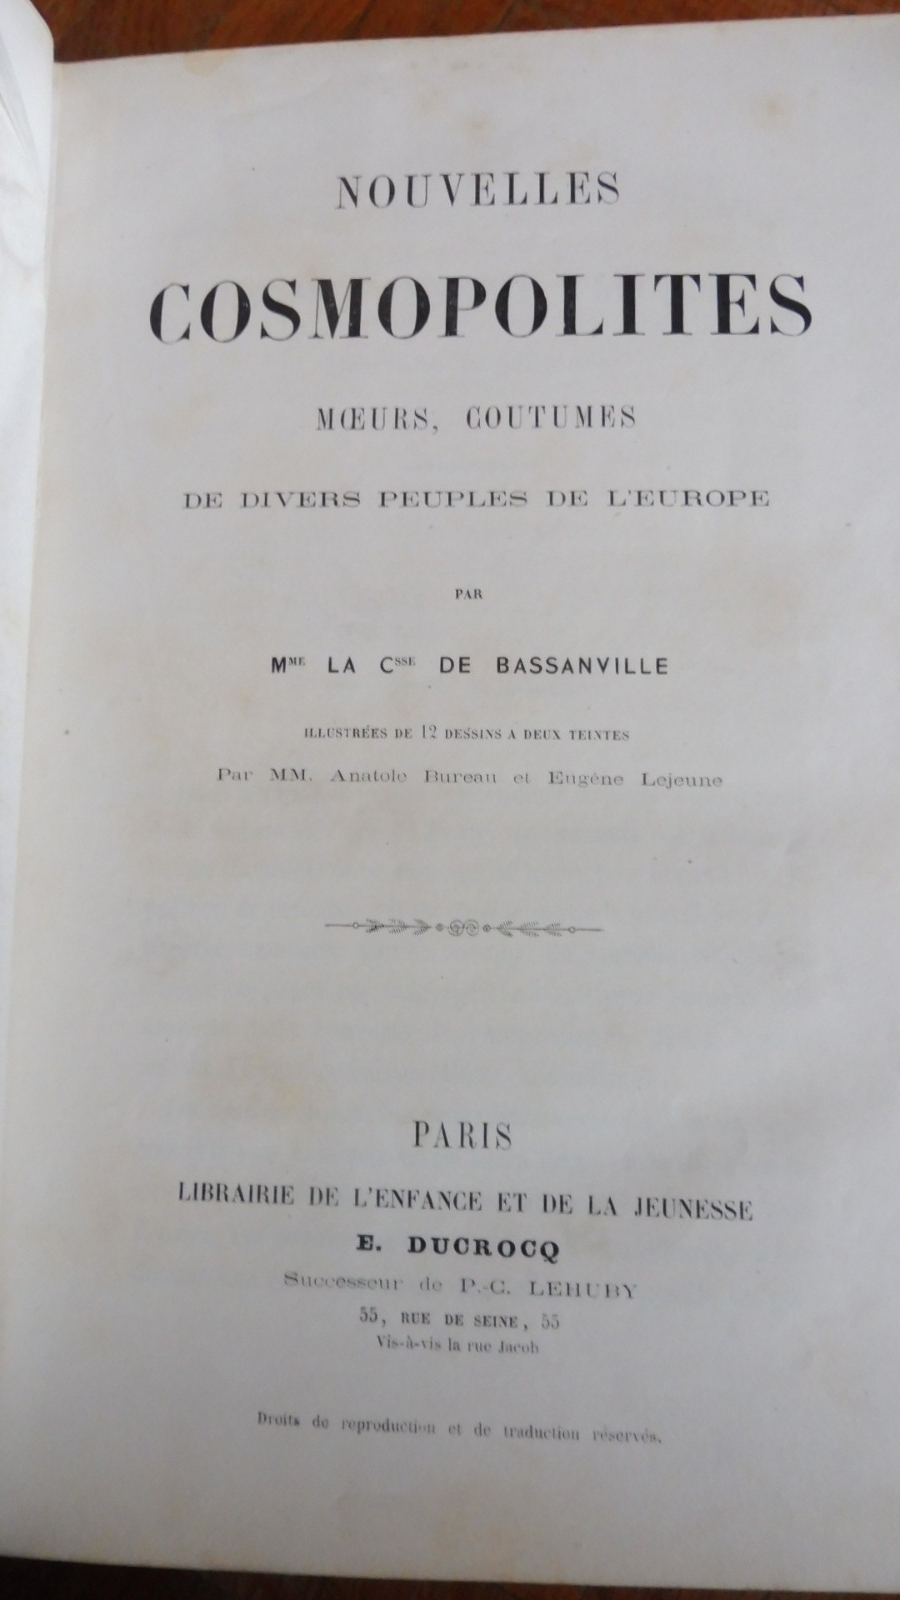 NOUVELLES
COSMOPOLITES
MŒURS, COUTUMES
DE DIVERS PEUPLES DE L'EUROPE
PAR
MME LA CSSE DE BASSANVILLE
ILLUSTRÉES DE 12 DESSINS A DEUX TEINTES
Par MM. Anatole Bureau et Eugène Lejeune
PARIS
LIBRAIRIE DE L'ENFANCE ET DE LA JEUNESSE
E. DUCROCQ
Successeur de P.-C. LEHUBY
55, RUE DE SEINE, 55
Vis-à-vis la rue Jacob
Droits de reproduction et de traduction réservés.